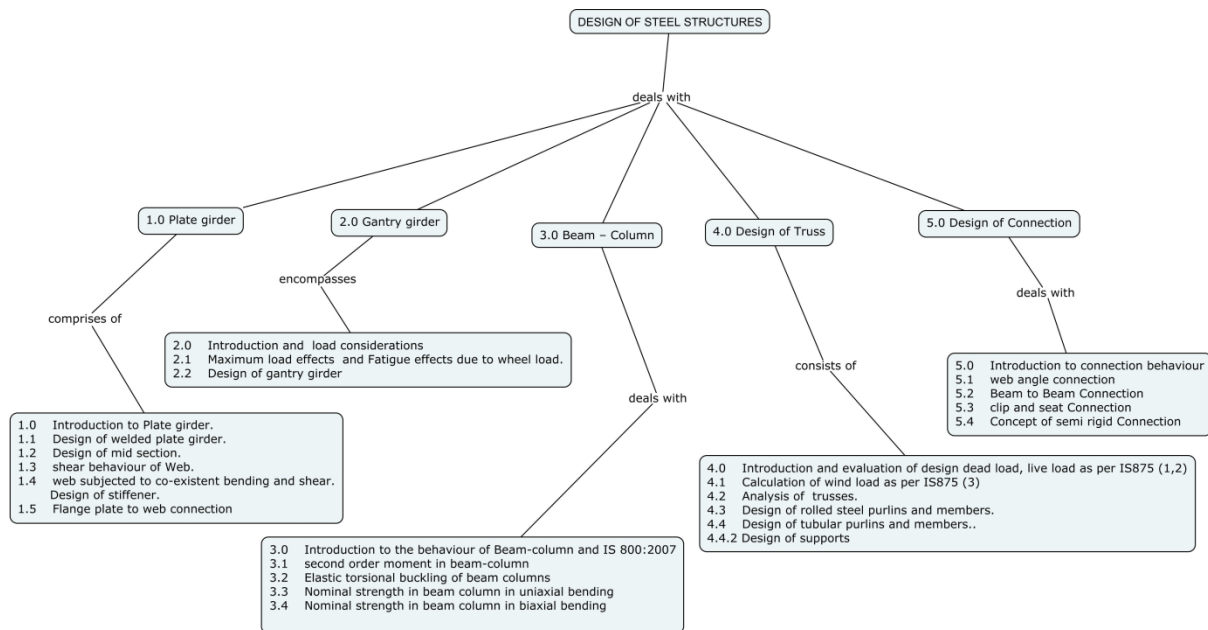 DESIGN OF STEEL STRUCTURES
deals with
1.0 Plate girder
2.0 Gantry girder
3.0 Beam – Column
4.0 Design of Truss
5.0 Design of Connection
comprises of
encompasses
deals with
consists of
deals with
1.0 Introduction to Plate girder.
1.1 Design of welded plate girder.
1.2 Design of mid section.
1.3 shear behaviour of Web.
1.4 web subjected to co-existent bending and shear.
Design of stiffener.
1.5 Flange plate to web connection
2.0 Introduction and load considerations
2.1 Maximum load effects and Fatigue effects due to wheel load.
2.2 Design of gantry girder
3.0 Introduction to the behaviour of Beam-column and IS 800:2007
3.1 second order moment in beam-column
3.2 Elastic torsional buckling of beam columns
3.3 Nominal strength in beam column in uniaxial bending
3.4 Nominal strength in beam column in biaxial bending
4.0 Introduction and evaluation of design dead load, live load as per IS875 (1,2)
4.1 Calculation of wind load as per IS875 (3)
4.2 Analysis of trusses.
4.3 Design of rolled steel purlins and members.
4.4 Design of tubular purlins and members..
4.4.2 Design of supports
5.0 Introduction to connection behaviour
5.1 web angle connection
5.2 Beam to Beam Connection
5.3 clip and seat Connection
5.4 Concept of semi rigid Connection